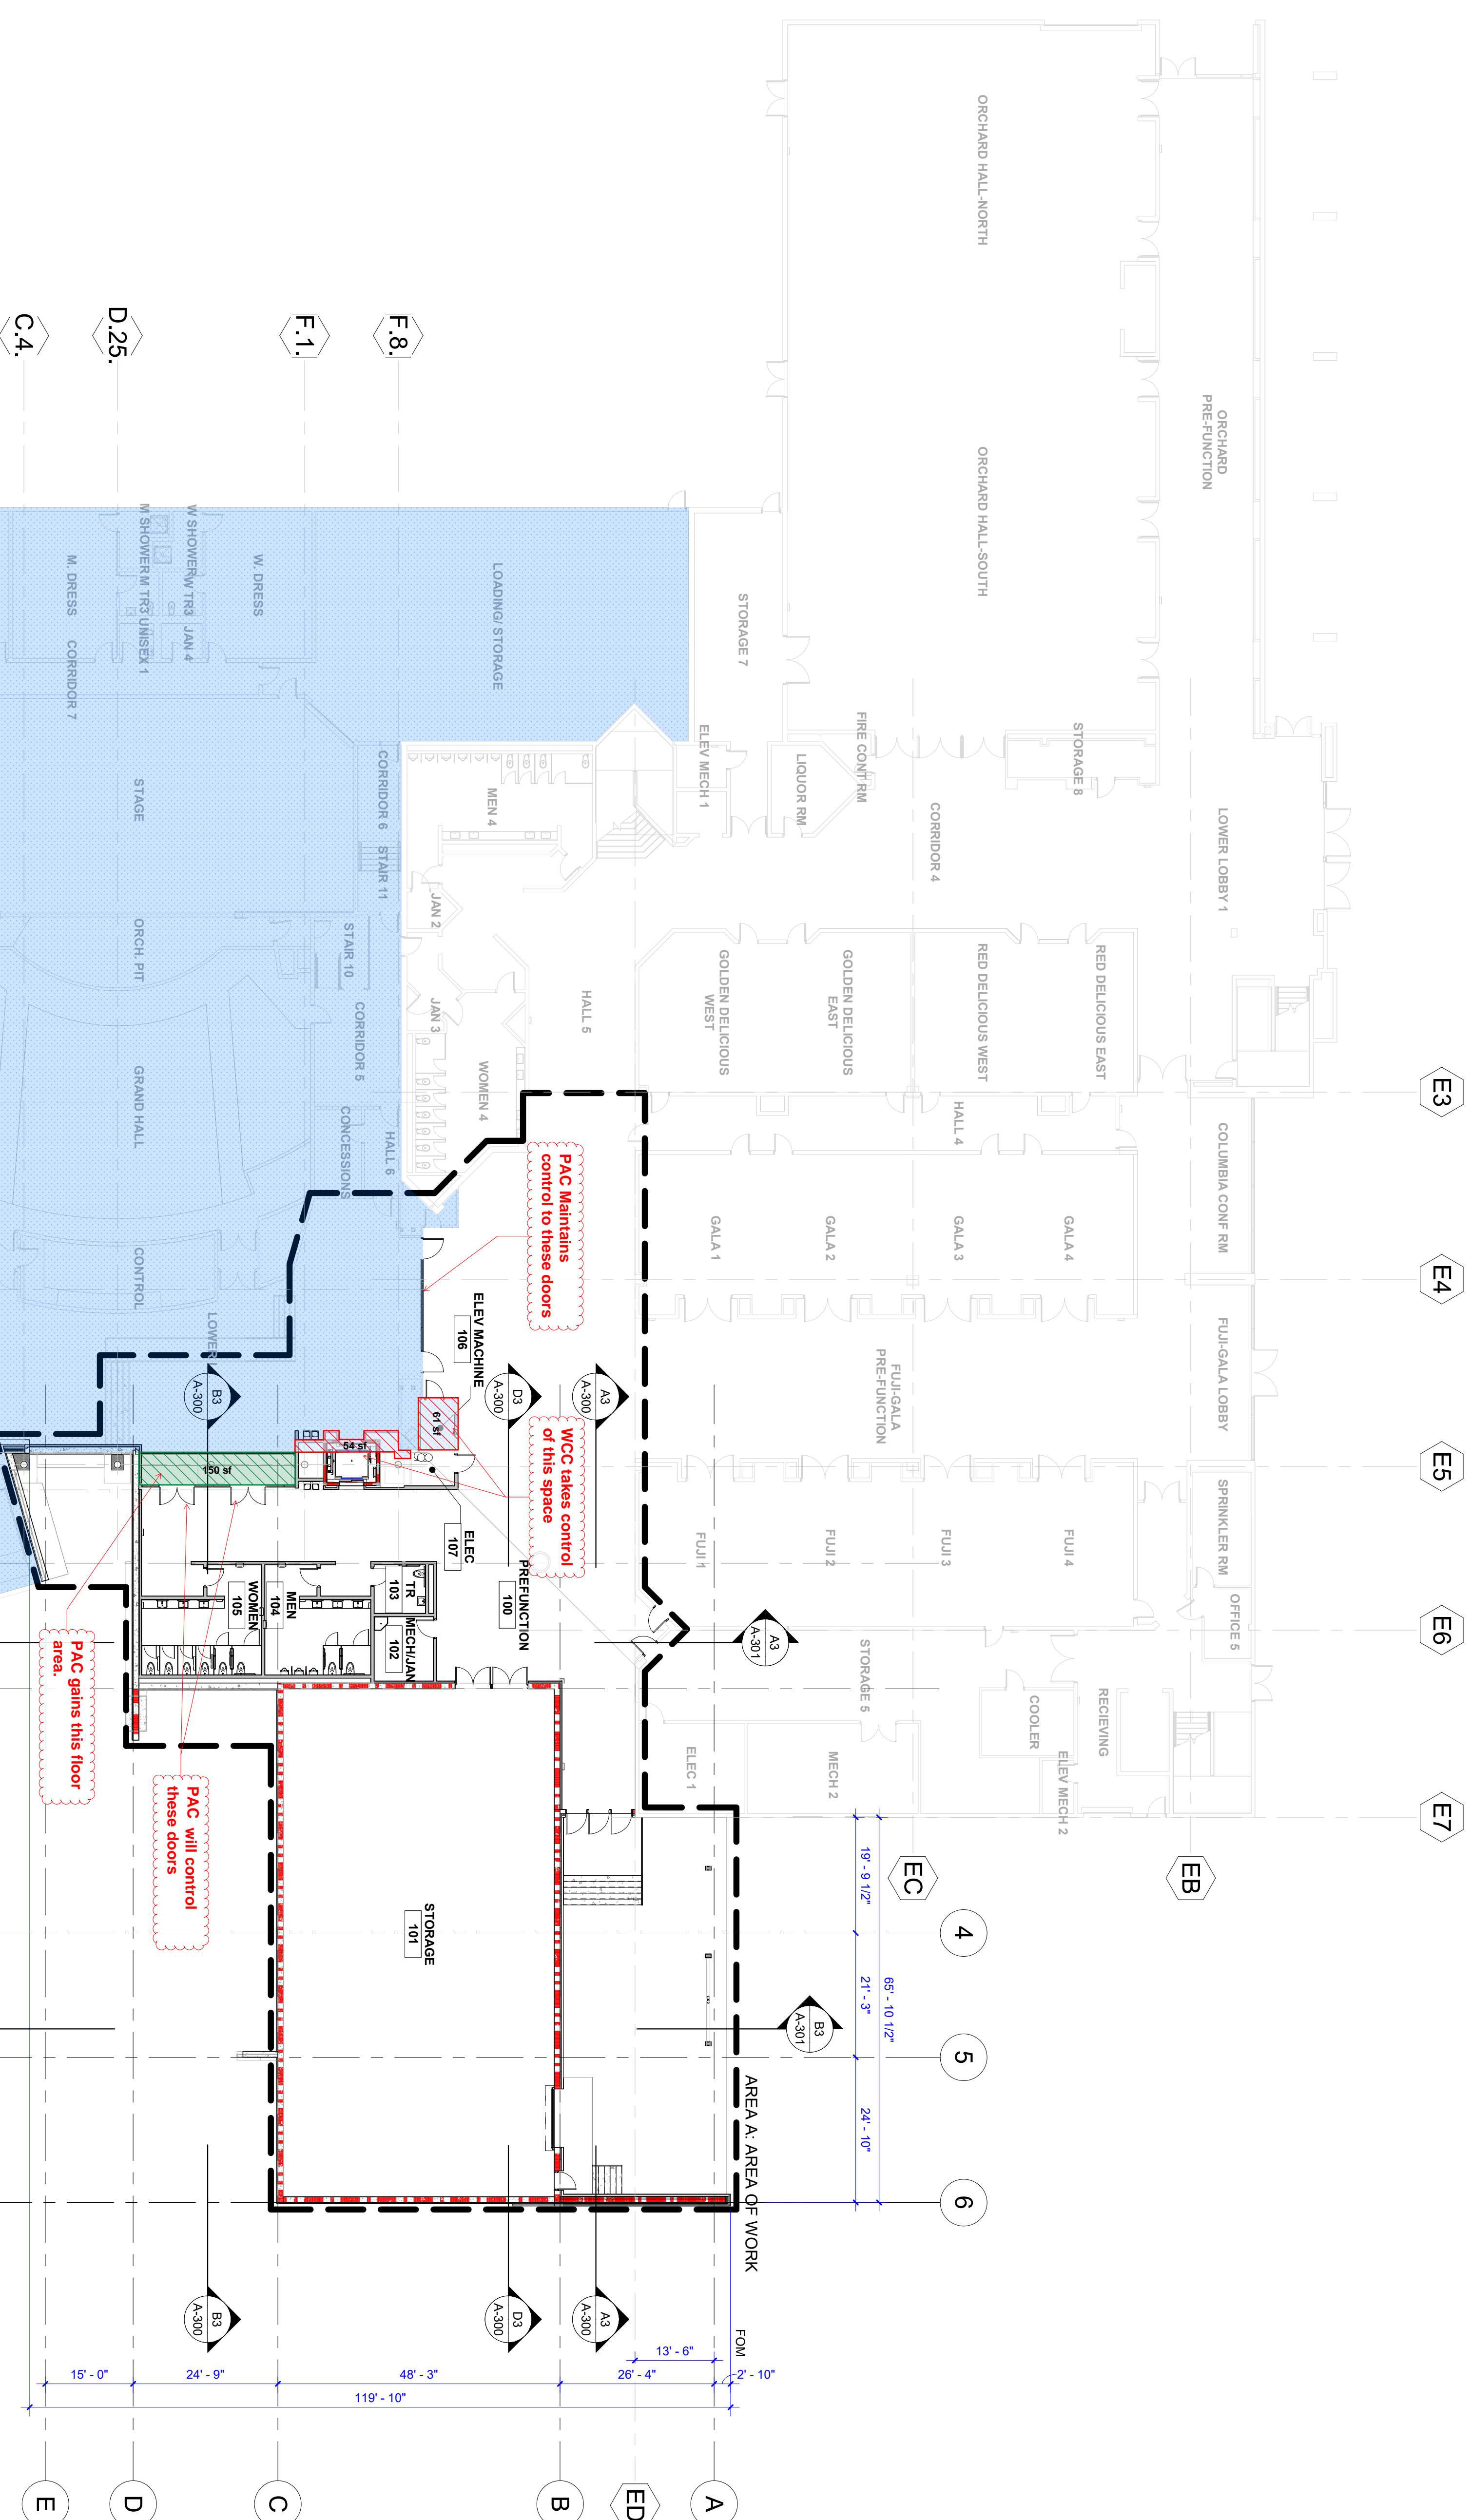 ORCHARD HALL-NORTH
ORCHARD HALL-SOUTH
ORCHARD
PRE-FUNCTION
F.8.
F.1.
D.25.
C.4.
LOADING/ STORAGE
STORAGE 7
W. DRESS
W SHOWER
W TR3
JAN 4
M SHOWER
M TR3
UNISEX 1
M. DRESS
CORRIDOR 7
STAGE
CORRIDOR 6
STAIR 11
ELEV MECH 1
LIQUOR RM
FIRE CONT RM
STORAGE 8
CORRIDOR 4
LOWER LOBBY 1
MEN 4
JAN 2
JAN 3
HALL 5
WOMEN 4
STAIR 10
CORRIDOR 5
ORCH. PIT
GRAND HALL
CONCESSIONS
HALL 6
CONTROL
GOLDEN DELICIOUS
WEST
GOLDEN DELICIOUS
EAST
RED DELICIOUS WEST
RED DELICIOUS EAST
E3
E4
E5
E6
E7
HALL 4
COLUMBIA CONF RM
GALA 1
GALA 2
GALA 3
GALA 4
FUJI-GALA LOBBY
FUJI-GALA
PRE-FUNCTION
SPRINKLER RM
OFFICE 5
FUJI 1
FUJI 2
FUJI 3
FUJI 4
STORAGE 5
COOLER
RECIEVING
ELEV MECH 2
MECH 2
ELEC 1
EC
EB
PAC Maintains
control to these doors
ELEV MACHINE
106
B3
A-300
D3
A-300
A3
A-300
61 sf
54 sf
150 sf
WCC takes control
of this space
ELEC
107
PREFUNCTION
100
TR
103
MEN
104
WOMEN
105
MECH/JAN
102
A3
A-301
PAC gains this floor
area.
PAC will control
these doors
STORAGE
101
19' - 9 1/2"
21' - 3"
24' - 10"
65' - 10 1/2"
4
5
6
B3
A-301
AREA A: AREA OF WORK
FOM
B3
A-300
D3
A-300
A3
A-300
13' - 6"
2' - 10"
26' - 4"
48' - 3"
24' - 9"
15' - 0"
119' - 10"
A
ED
B
C
D
E
LOWER